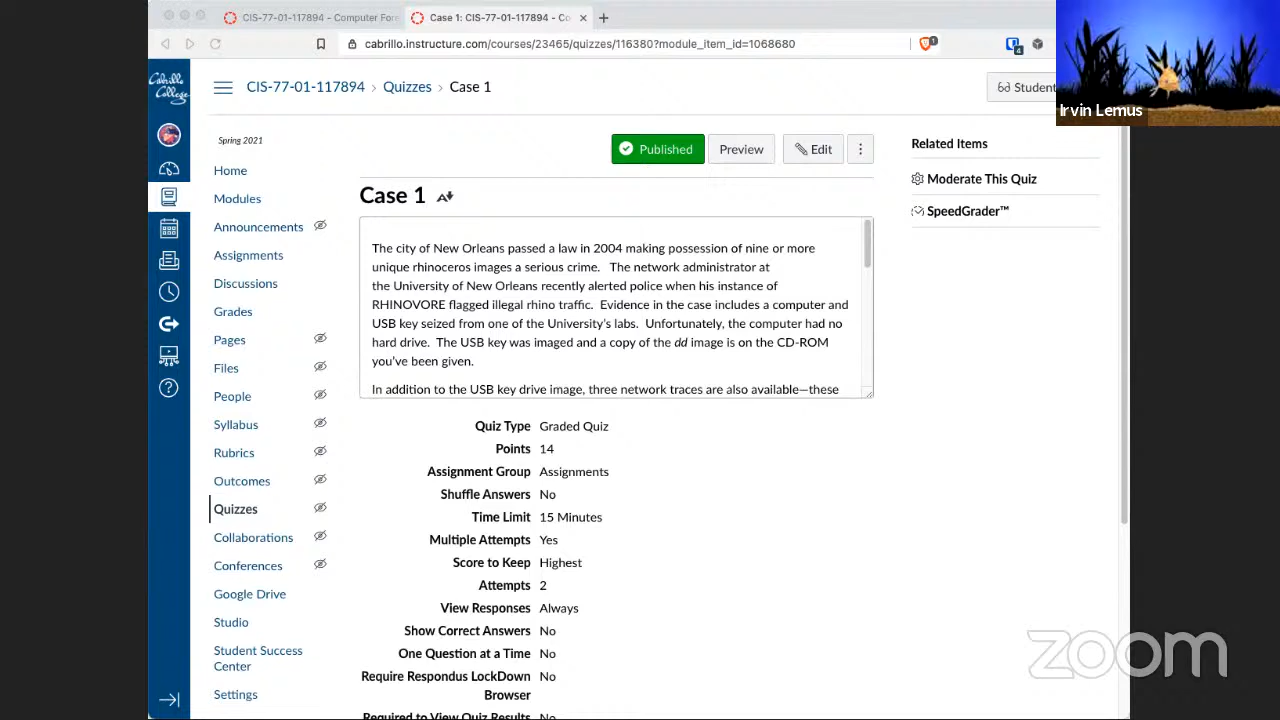 CIS-77-01-117894 - Computer For
Case 1: CIS-77-01-117894 - Co
cabrillo.instructure.com/courses/23465/quizzes/116380?module_item_id=1068680
1
4
Irvin Lemus
Cabrillo
College
CIS-77-01-117894 › Quizzes › Case 1
Student
Spring 2021
Home
Modules
Announcements
Assignments
Discussions
Grades
Pages
Files
People
Syllabus
Rubrics
Outcomes
Quizzes
Collaborations
Conferences
Google Drive
Studio
Student Success
Center
Settings
Published
Preview
Edit
Case 1
The city of New Orleans passed a law in 2004 making possession of nine or more
unique rhinoceros images a serious crime. The network administrator at
the University of New Orleans recently alerted police when his instance of
RHINOVORE flagged illegal rhino traffic. Evidence in the case includes a computer and
USB key seized from one of the University's labs. Unfortunately, the computer had no
hard drive. The USB key was imaged and a copy of the dd image is on the CD-ROM
you've been given.
In addition to the USB key drive image, three network traces are also available—these
Quiz Type Graded Quiz
Points 14
Assignment Group Assignments
Shuffle Answers No
Time Limit 15 Minutes
Multiple Attempts Yes
Score to Keep Highest
Attempts 2
View Responses Always
Show Correct Answers No
One Question at a Time No
Require Respondus LockDown No
Browser
Required to View Quiz Results No
Related Items
Moderate This Quiz
SpeedGrader™
zoom